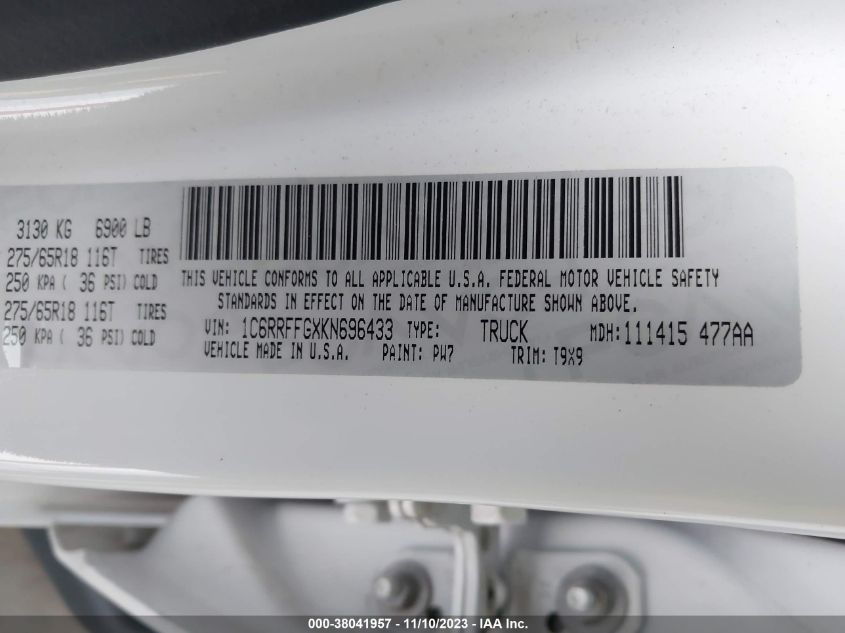 3130 KG 6900 LB
275/65R18 116T TIRES
250 KPA ( 36 PSI) COLD
275/65R18 116T TIRES
250 KPA ( 36 PSI) COLD
THIS VEHICLE CONFORMS TO ALL APPLICABLE U.S.A. FEDERAL MOTOR VEHICLE SAFETY
STANDARDS IN EFFECT ON THE DATE OF MANUFACTURE SHOWN ABOVE.
VIN: 1C6RRFFGXKN696433 TYPE: TRUCK MDH:111415 477AA
VEHICLE MADE IN U.S.A. PAINT: PW7 TRIM: T9X9
000-38041957 - 11/10/2023 - IAA Inc.